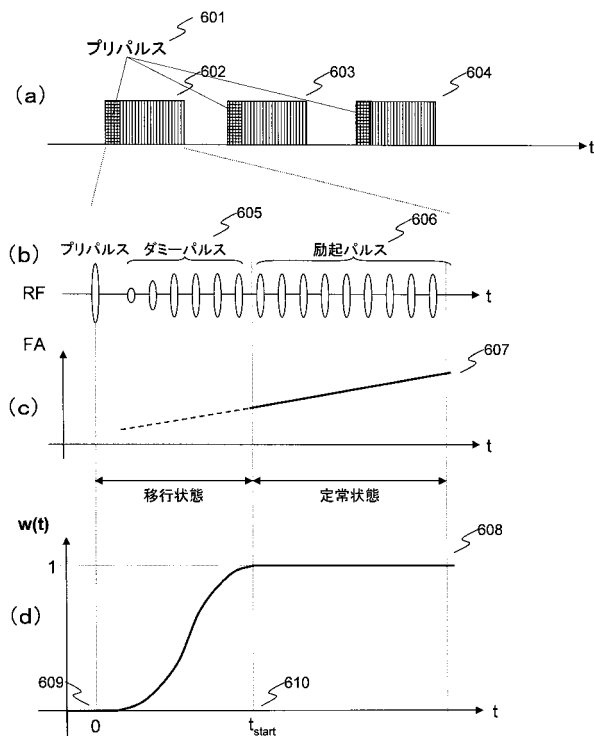 601
プリパルス
602
603
604
(a)
t
605
606
プリパルス ダミーパルス 励起パルス
(b)
RF
t
FA
607
(c)
t
移行状態 定常状態
w(t)
608
1
(d)
609
610
t
0
tstart